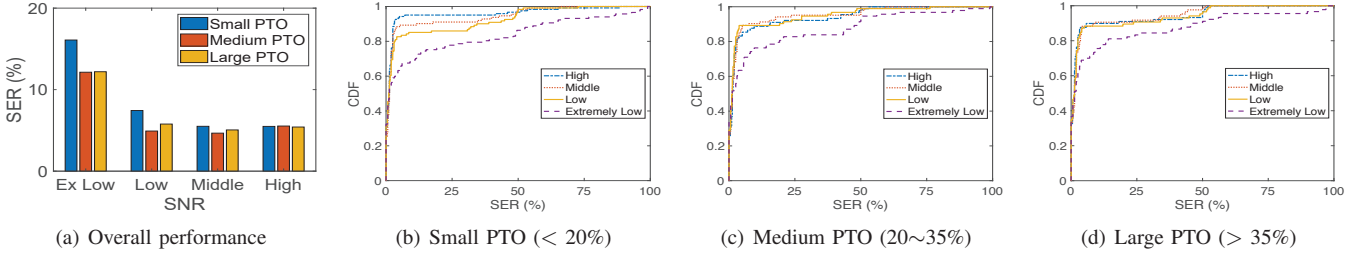 SER (%)
20
10
0
Small PTO
Medium PTO
Large PTO
Ex Low
Low
Middle
High
SNR
(a) Overall performance
CDF
1
0.8
0.6
0.4
0.2
0
High
Middle
Low
Extremely Low
0
25
50
75
100
SER (%)
(b) Small PTO (< 20%)
CDF
1
0.8
0.6
0.4
0.2
0
High
Middle
Low
Extremely Low
0
25
50
75
100
SER (%)
(c) Medium PTO (20∼35%)
CDF
1
0.8
0.6
0.4
0.2
0
High
Middle
Low
Extremely Low
0
25
50
75
100
SER (%)
(d) Large PTO (> 35%)